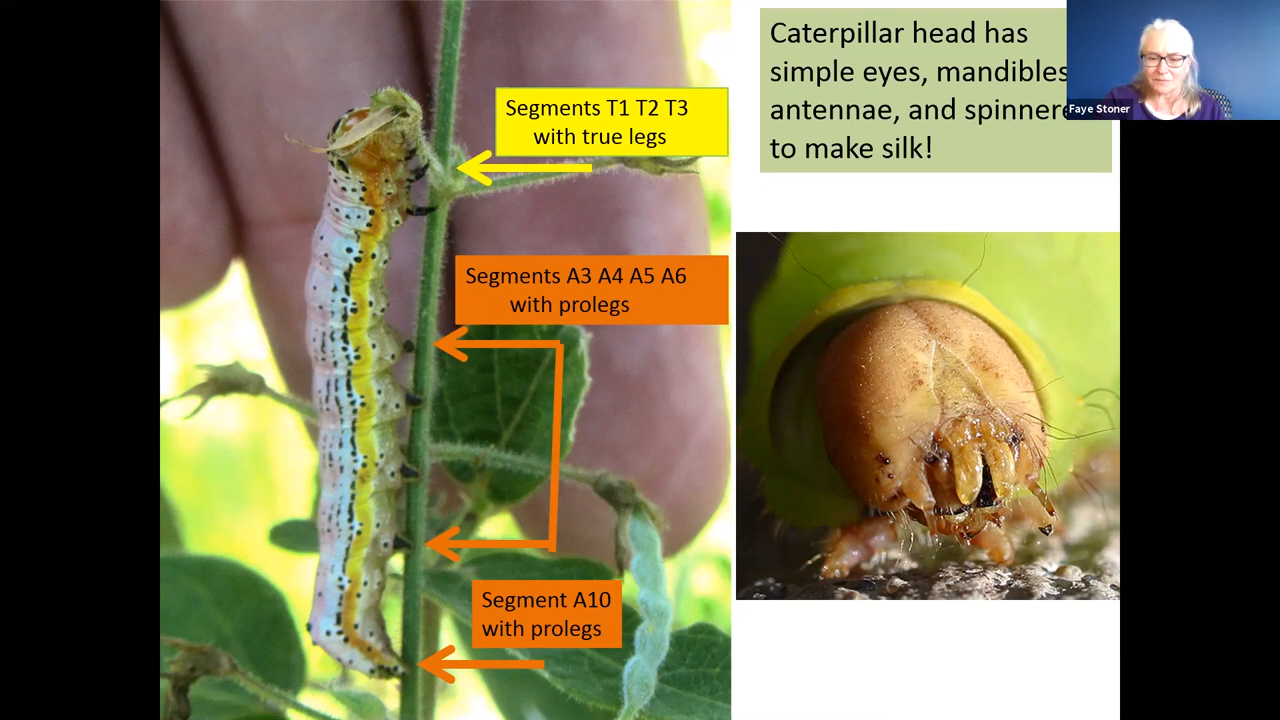 Caterpillar head has
simple eyes, mandibles
antennae, and spinnere
to make silk!
Faye Stoner
Segments T1 T2 T3
with true legs
Segments A3 A4 A5 A6
with prolegs
Segment A10
with prolegs